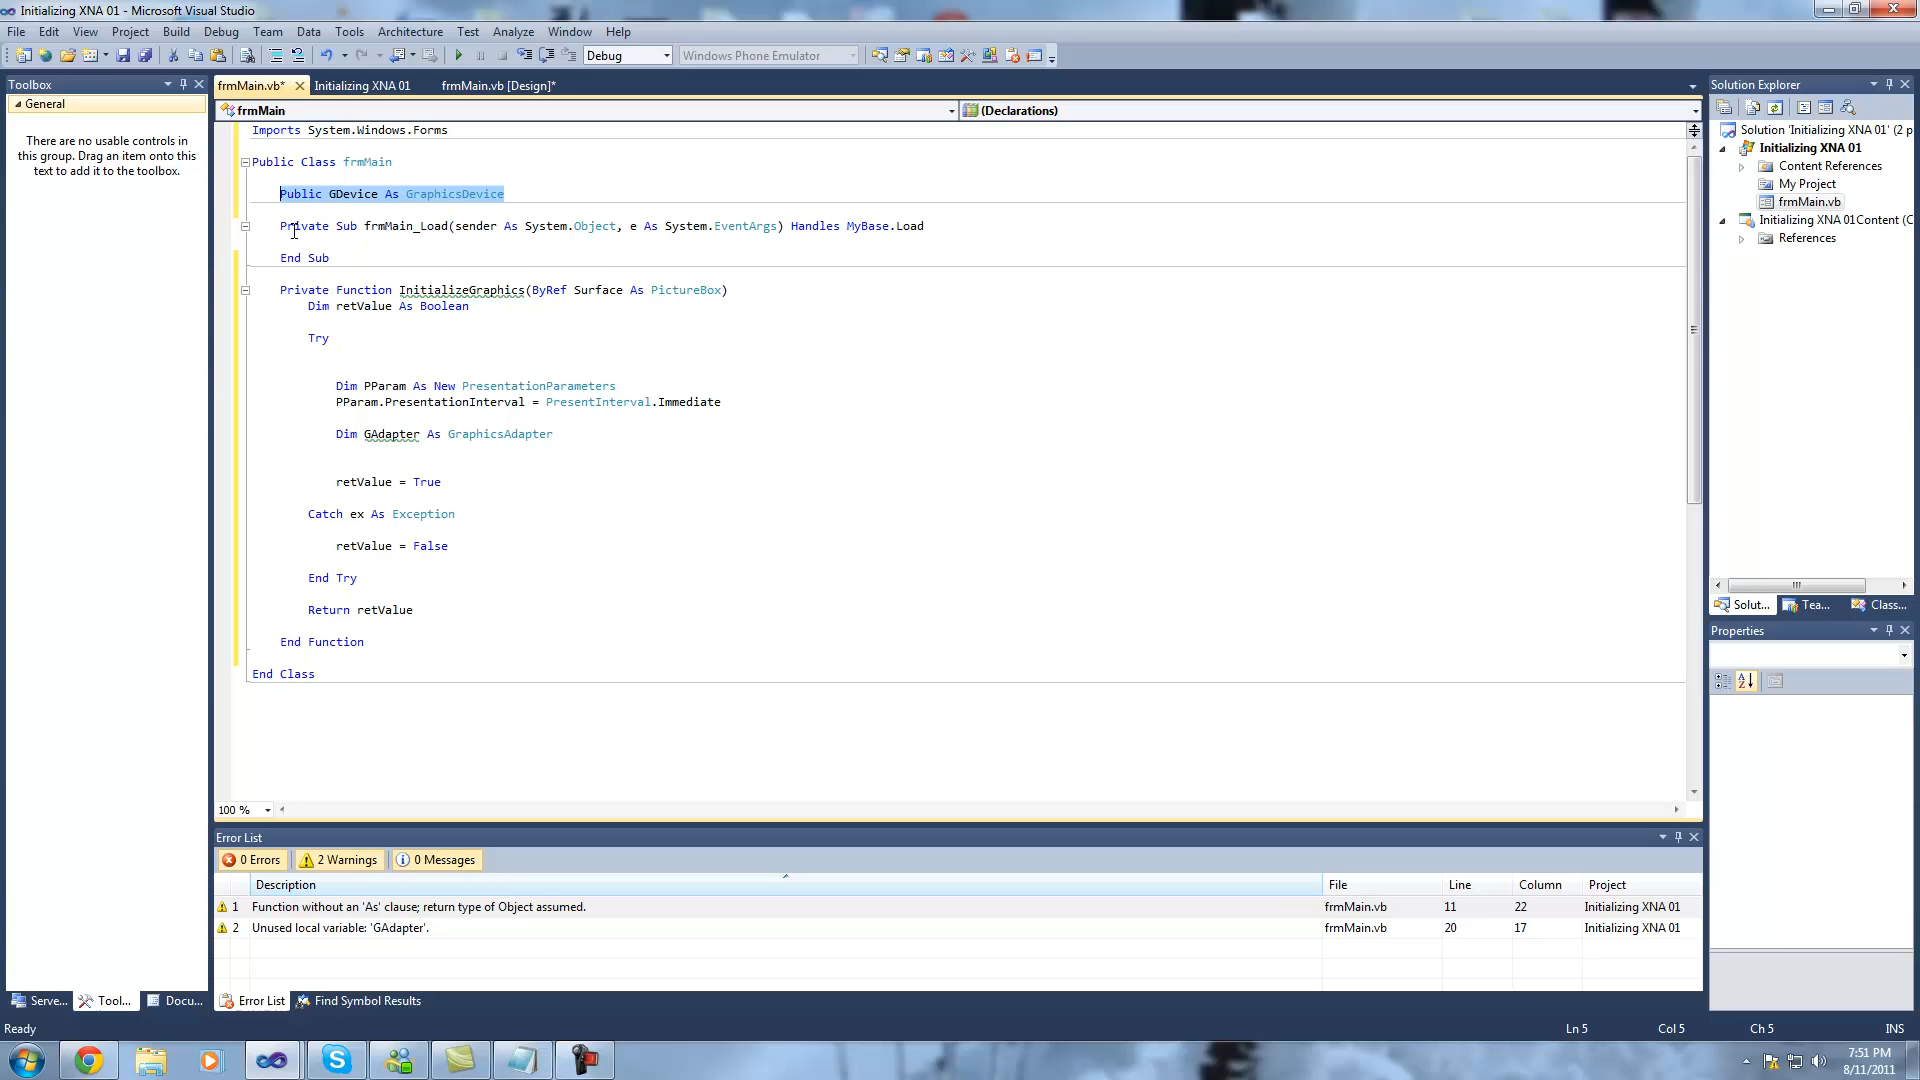 Initializing XNA 01 - Microsoft Visual Studio
File Edit View Project Build Debug Team Data Tools Architecture Test Analyze Window Help
Debug Windows Phone Emulator
Toolbox
General
There are no usable controls in
this group. Drag an item onto this
text to add it to the toolbox.
frmMain.vb* Initializing XNA 01 frmMain.vb [Design]*
frmMain (Declarations)
Imports System.Windows.Forms
Public Class frmMain
Public GDevice As GraphicsDevice
Private Sub frmMain_Load(sender As System.Object, e As System.EventArgs) Handles MyBase.Load
End Sub
Private Function InitializeGraphics(ByRef Surface As PictureBox)
Dim retValue As Boolean
Try
Dim PParam As New PresentationParameters
PParam.PresentationInterval = PresentInterval.Immediate
Dim GAdapter As GraphicsAdapter
retValue = True
Catch ex As Exception
retValue = False
End Try
Return retValue
End Function
End Class
100 %
Solution Explorer
Solution 'Initializing XNA 01' (2 p
Initializing XNA 01
Content References
My Project
frmMain.vb
Initializing XNA 01Content (C
References
Solut... Tea... Class...
Properties
Error List
0 Errors 2 Warnings 0 Messages
Description File Line Column Project
1 Function without an 'As' clause; return type of Object assumed. frmMain.vb 11 22 Initializing XNA 01
2 Unused local variable: 'GAdapter'. frmMain.vb 20 17 Initializing XNA 01
Serve... Tool... Docu... Error List Find Symbol Results
Ready Ln 5 Col 5 Ch 5 INS
7:51 PM
8/11/2011